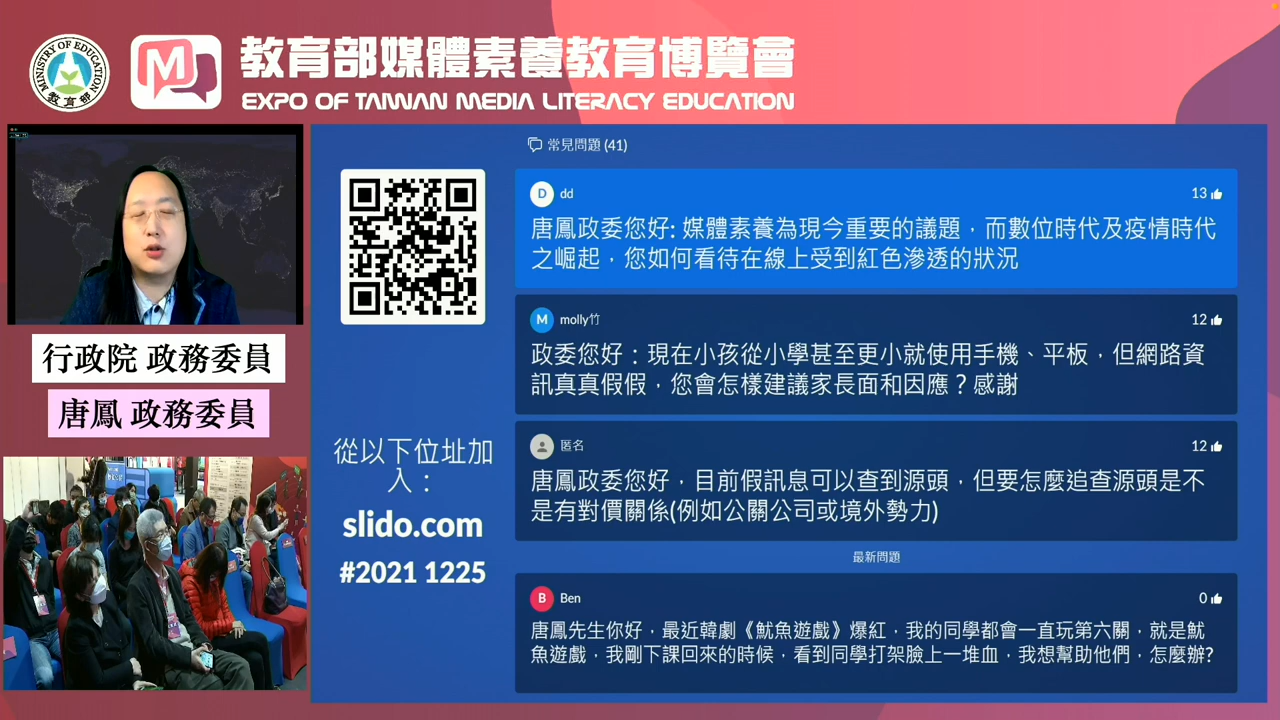 MINISTRY OF EDUCATION
教育部
M
教育部媒體素養教育博覽會
EXPO OF TAIWAN MEDIA LITERACY EDUCATION
行政院 政務委員
唐鳳 政務委員
從以下位址加
入：
slido.com
#2021 1225
常見問題 (41)
D dd 13
唐鳳政委您好: 媒體素養為現今重要的議題，而數位時代及疫情時代
之崛起，您如何看待在線上受到紅色滲透的狀況
M molly竹 12
政委您好：現在小孩從小學甚至更小就使用手機、平板，但網路資
訊真真假假，您會怎樣建議家長面和因應？感謝
匿名 12
唐鳳政委您好，目前假訊息可以查到源頭，但要怎麼追查源頭是不
是有對價關係(例如公關公司或境外勢力)
最新問題
B Ben 0
唐鳳先生你好，最近韓劇《魷魚遊戲》爆紅，我的同學都會一直玩第六關，就是魷
魚遊戲，我剛下課回來的時候，看到同學打架臉上一堆血，我想幫助他們，怎麼辦?